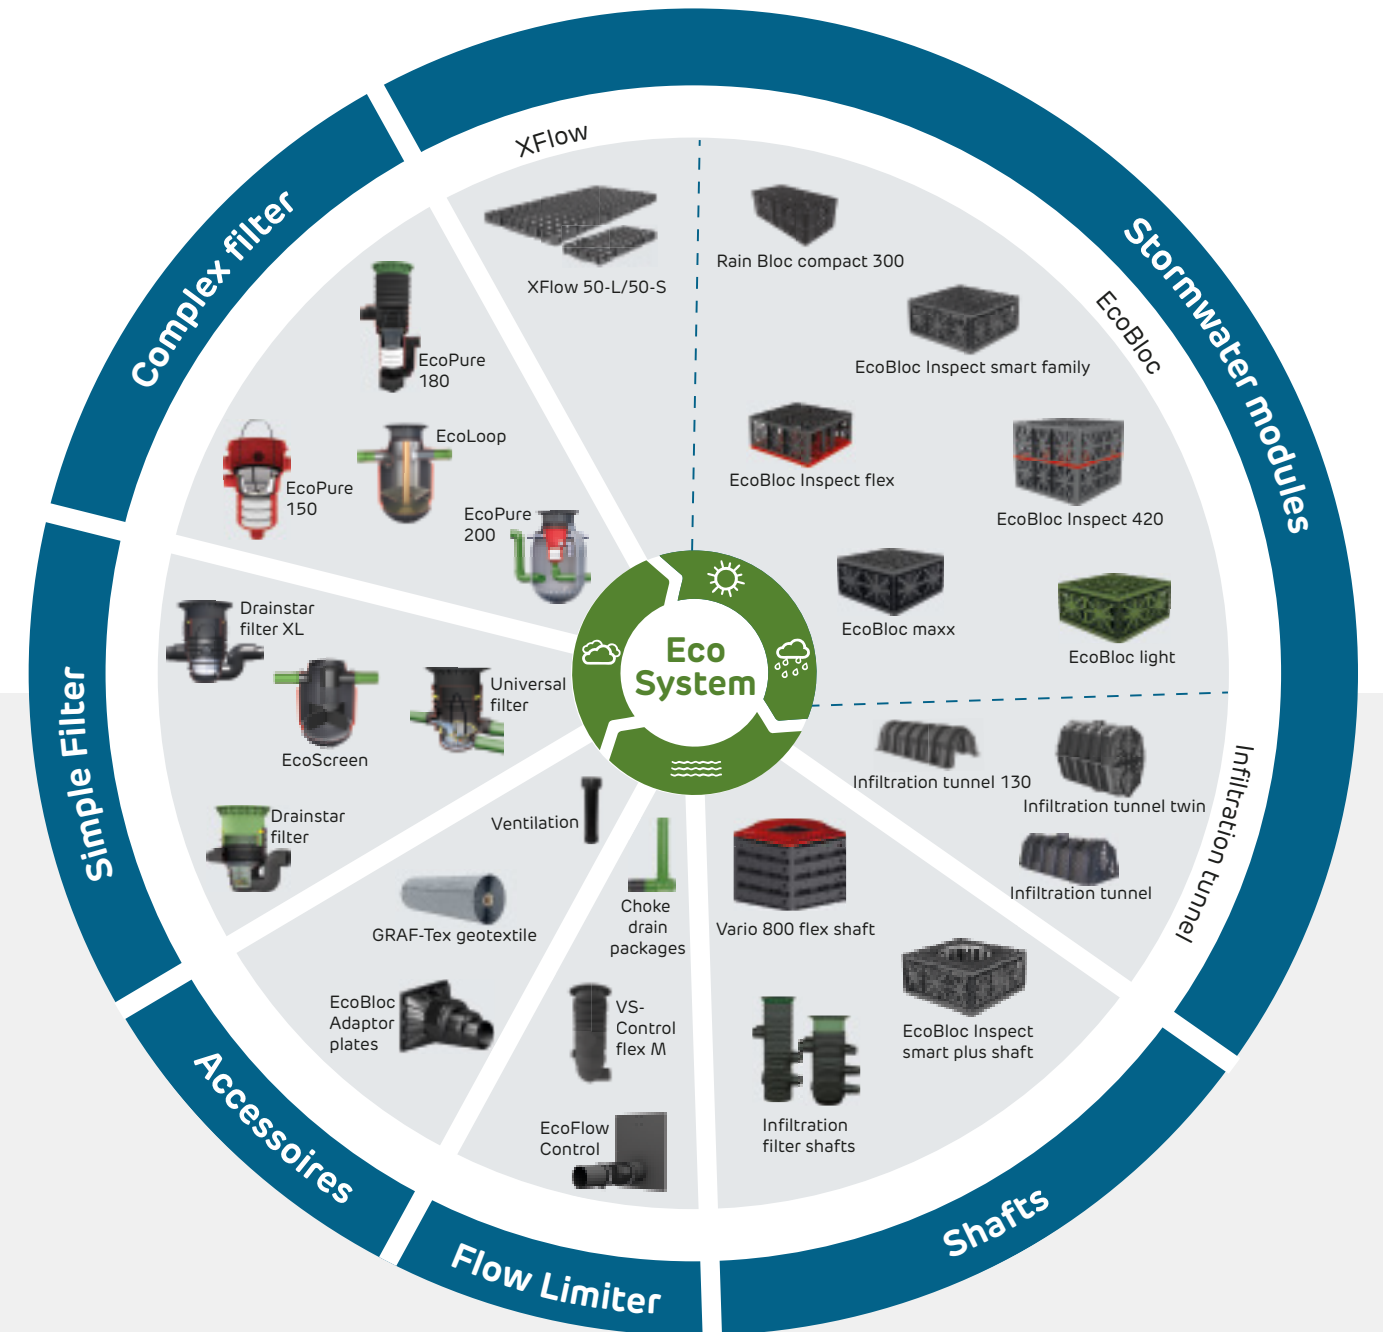 Stormwater modules
XFlow
XFlow 50-L/50-S
EcoBloc
Rain Bloc compact 300
EcoBloc Inspect smart family
EcoBloc Inspect flex
EcoBloc Inspect 420
EcoBloc maxx
EcoBloc light
Infiltration tunnel
Infiltration tunnel 130
Infiltration tunnel twin
Infiltration tunnel
Shafts
Vario 800 flex shaft
EcoBloc Inspect
smart plus shaft
Infiltration
filter shafts
Flow Limiter
Choke
drain
packages
VS-
Control
flex M
EcoFlow
Control
Accessoires
Ventilation
GRAF-Tex geotextile
EcoBloc
Adaptor
plates
Simple Filter
Drainstar
filter XL
EcoScreen
Universal
filter
Drainstar
filter
Complex filter
EcoPure
180
EcoLoop
EcoPure
150
EcoPure
200
Eco
System